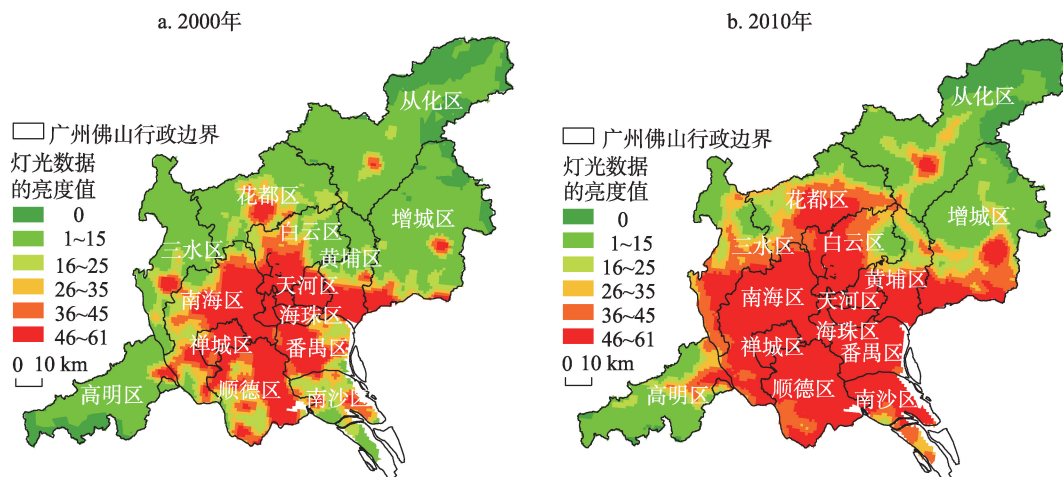 a. 2000年
从化区
广州佛山行政边界
灯光数据
的亮度值
0
1~15
16~25
26~35
36~45
46~61
0 10 km
花都区
增城区
白云区
三水区
黄埔区
天河区
南海区
海珠区
禅城区
番禺区
顺德区
高明区
南沙区
b. 2010年
从化区
广州佛山行政边界
灯光数据
的亮度值
0
1~15
16~25
26~35
36~45
46~61
0 10 km
花都区
增城区
白云区
三水区
黄埔区
南海区
天河区
海珠区
禅城区
番禺区
顺德区
高明区
南沙区